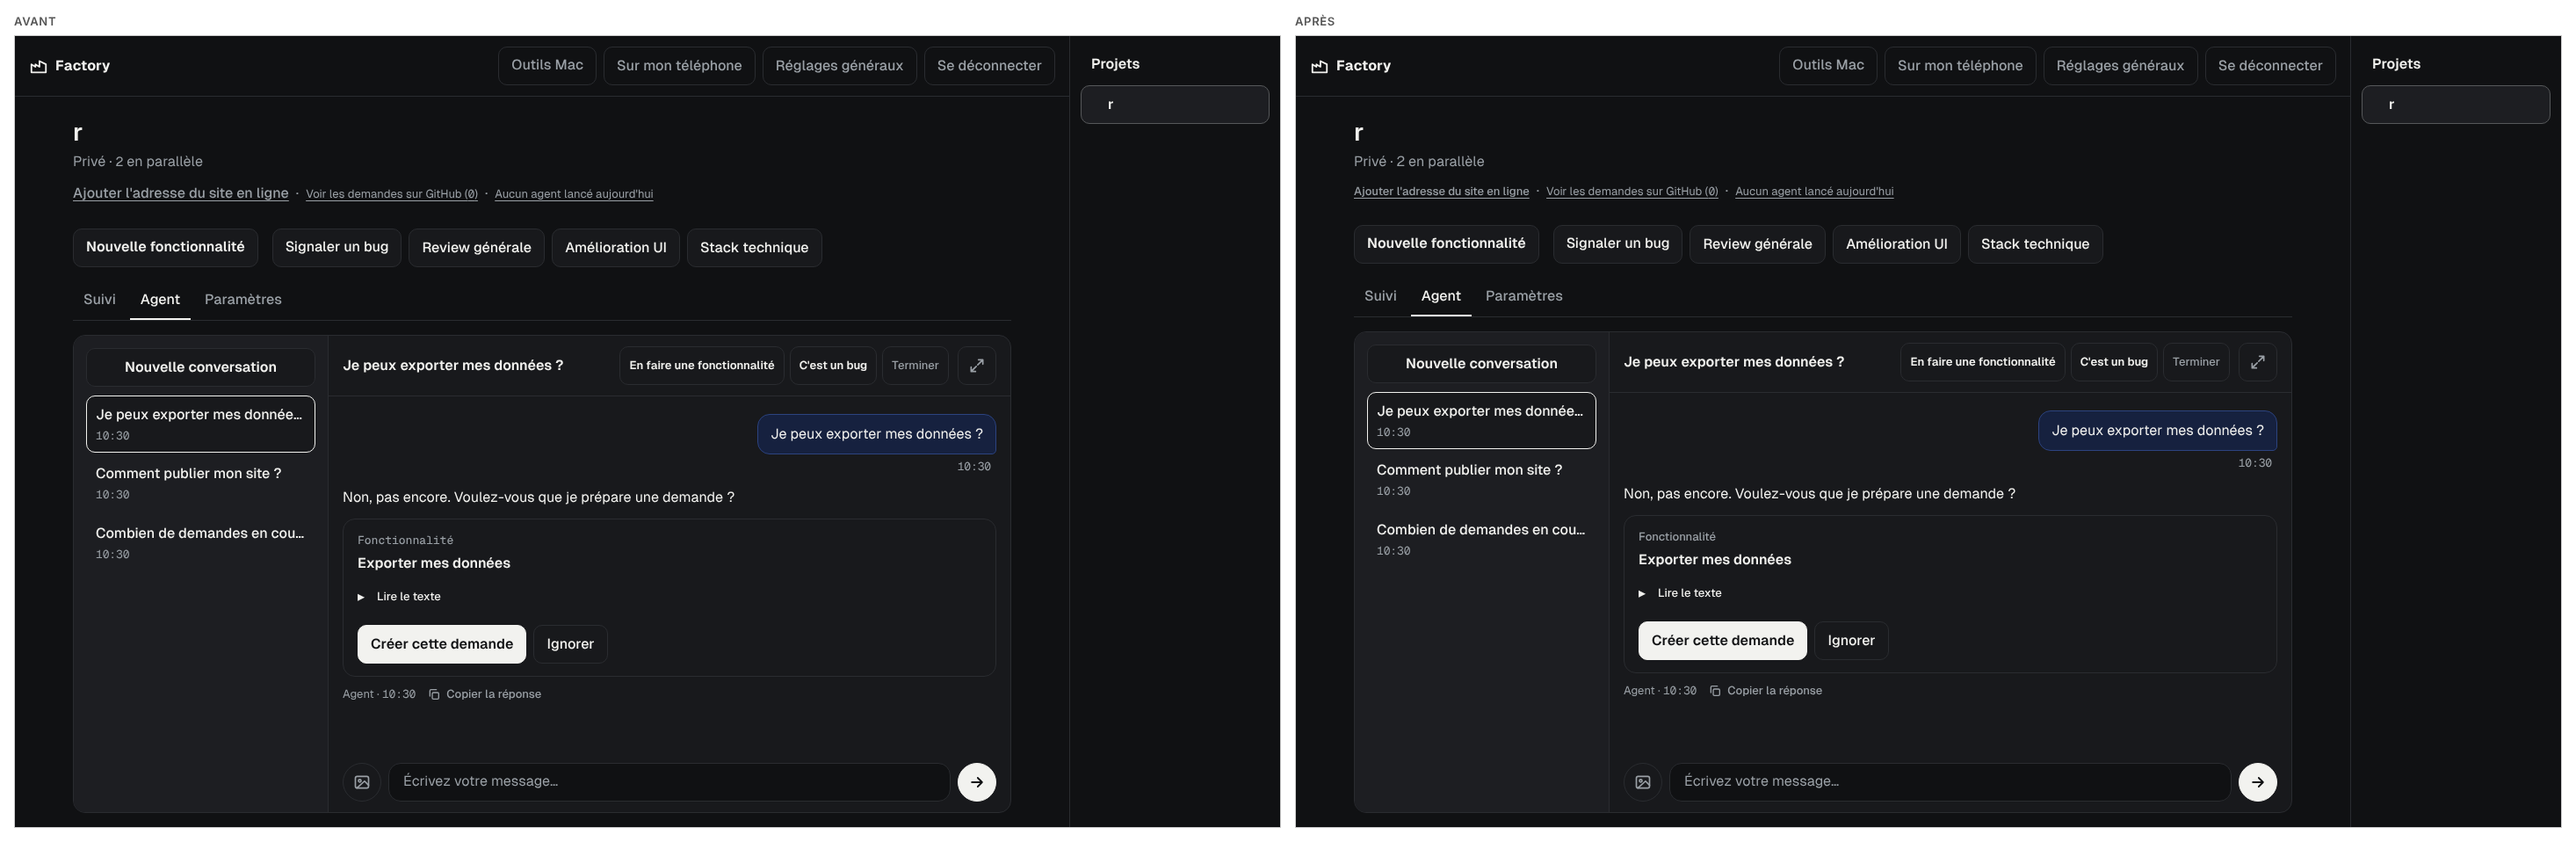 AVANT
Factory
Outils Mac
Sur mon téléphone
Réglages généraux
Se déconnecter
Projets
r
r
Privé · 2 en parallèle
Ajouter l'adresse du site en ligne · Voir les demandes sur GitHub (0) · Aucun agent lancé aujourd'hui
Nouvelle fonctionnalité
Signaler un bug
Review générale
Amélioration UI
Stack technique
Suivi
Agent
Paramètres
Nouvelle conversation
Je peux exporter mes donnée...
10:30
Comment publier mon site ?
10:30
Combien de demandes en cou...
10:30
Je peux exporter mes données ?
En faire une fonctionnalité
C'est un bug
Terminer
Je peux exporter mes données ?
10:30
Non, pas encore. Voulez-vous que je prépare une demande ?
Fonctionnalité
Exporter mes données
Lire le texte
Créer cette demande
Ignorer
Agent · 10:30
Copier la réponse
Écrivez votre message...
APRÈS
Factory
Outils Mac
Sur mon téléphone
Réglages généraux
Se déconnecter
Projets
r
r
Privé · 2 en parallèle
Ajouter l'adresse du site en ligne · Voir les demandes sur GitHub (0) · Aucun agent lancé aujourd'hui
Nouvelle fonctionnalité
Signaler un bug
Review générale
Amélioration UI
Stack technique
Suivi
Agent
Paramètres
Nouvelle conversation
Je peux exporter mes donnée...
10:30
Comment publier mon site ?
10:30
Combien de demandes en cou...
10:30
Je peux exporter mes données ?
En faire une fonctionnalité
C'est un bug
Terminer
Je peux exporter mes données ?
10:30
Non, pas encore. Voulez-vous que je prépare une demande ?
Fonctionnalité
Exporter mes données
Lire le texte
Créer cette demande
Ignorer
Agent · 10:30
Copier la réponse
Écrivez votre message...